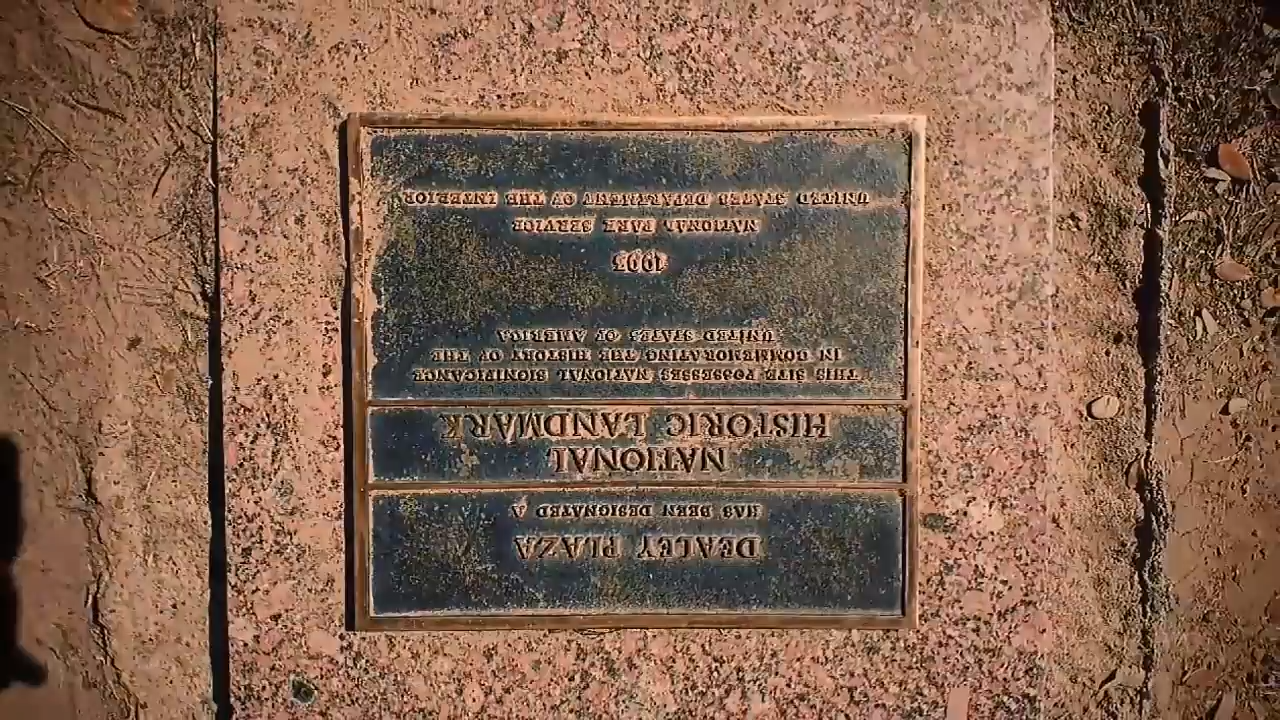 DEALEY PLAZA
HAS BEEN DESIGNATED A
NATIONAL
HISTORIC LANDMARK
THIS SITE POSSESSES NATIONAL SIGNIFICANCE
IN COMMEMORATING THE HISTORY OF THE
UNITED STATES OF AMERICA
1993
NATIONAL PARK SERVICE
UNITED STATES DEPARTMENT OF THE INTERIOR